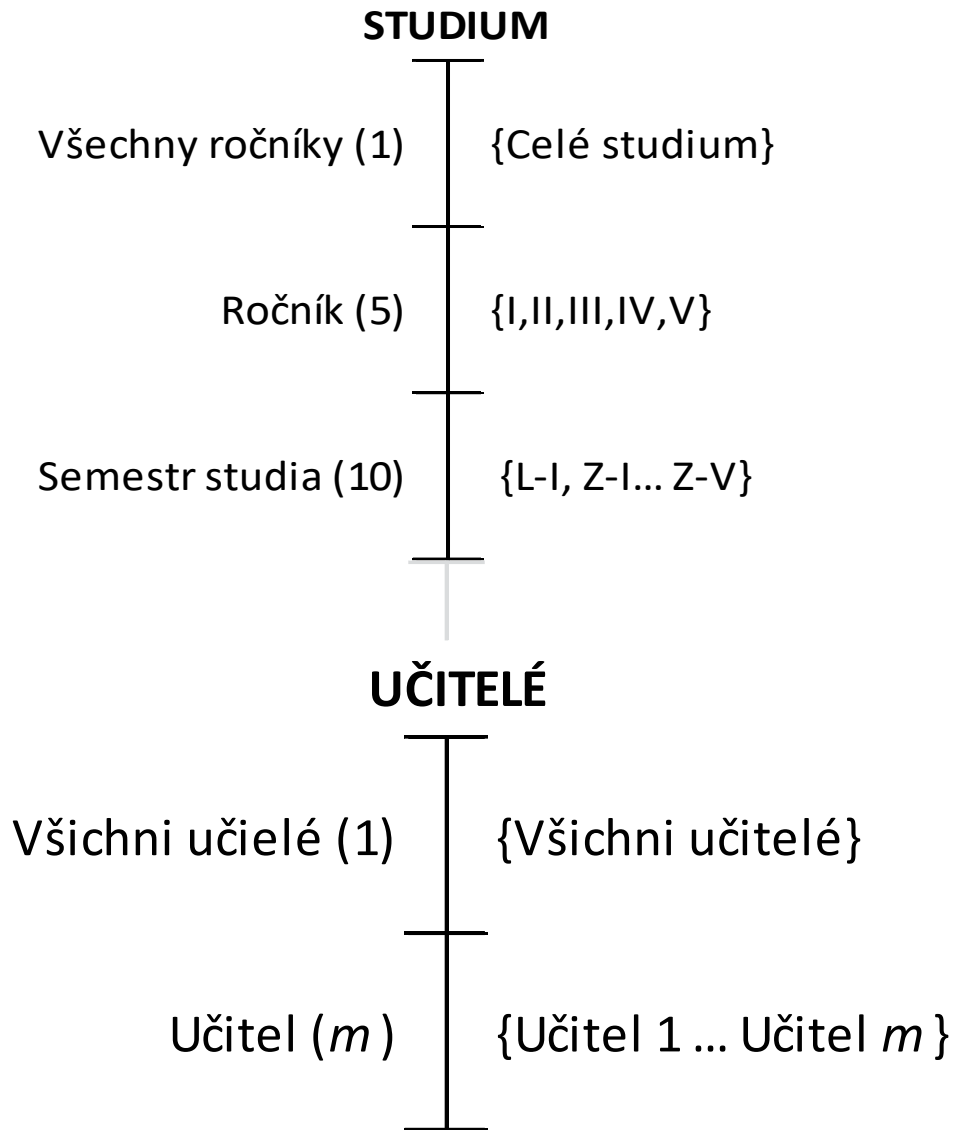 STUDIUM
Všechny ročníky (1) {Celé studium}
Ročník (5) {I,II,III,IV,V}
Semestr studia (10) {L-I, Z-I... Z-V}
UČITELÉ
Všichni učielé (1) {Všichni učitelé}
Učitel (m ) {Učitel 1 ... Učitel m }